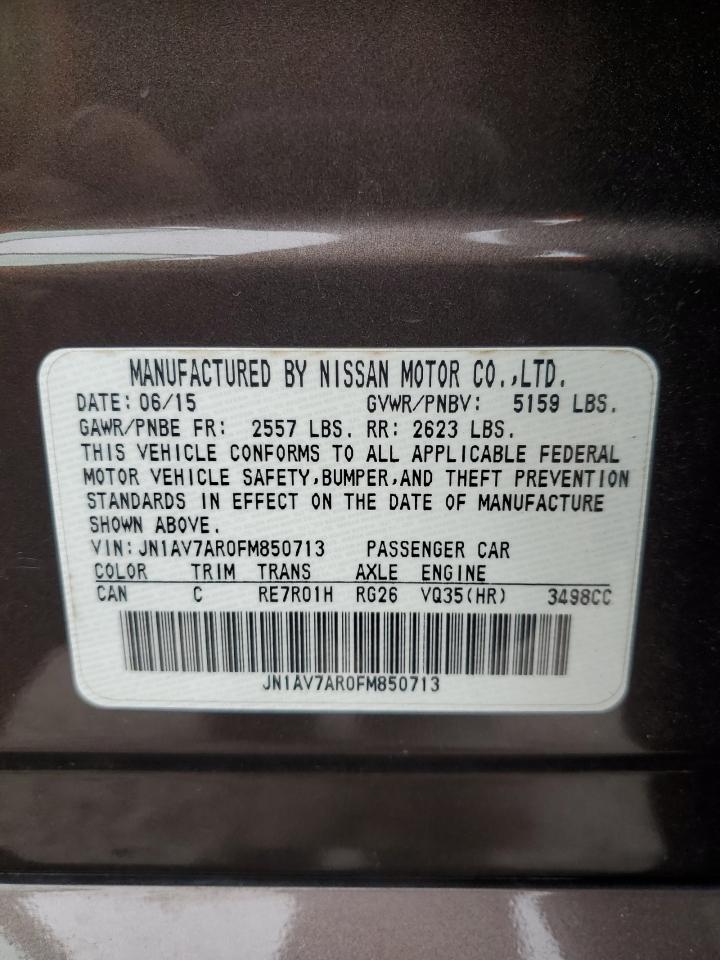 MANUFACTURED BY NISSAN MOTOR CO.,LTD.
DATE: 06/15 GVWR/PNBV: 5159 LBS.
GAWR/PNBE FR: 2557 LBS. RR: 2623 LBS.
THIS VEHICLE CONFORMS TO ALL APPLICABLE FEDERAL
MOTOR VEHICLE SAFETY,BUMPER,AND THEFT PREVENTION
STANDARDS IN EFFECT ON THE DATE OF MANUFACTURE
SHOWN ABOVE.
VIN: JN1AV7AR0FM850713 PASSENGER CAR
COLOR TRIM TRANS AXLE ENGINE
CAN C RE7R01H RG26 VQ35(HR) 3498CC
JN1AV7AR0FM850713